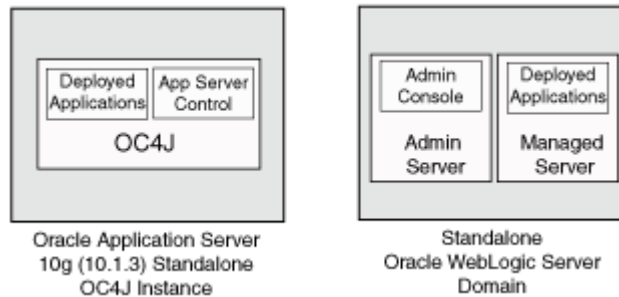 Deployed
Applications
App Server
Control
OC4J
Oracle Application Server
10g (10.1.3) Standalone
OC4J Instance
Admin
Console
Admin
Server
Deployed
Applications
Managed
Server
Standalone
Oracle WebLogic Server
Domain